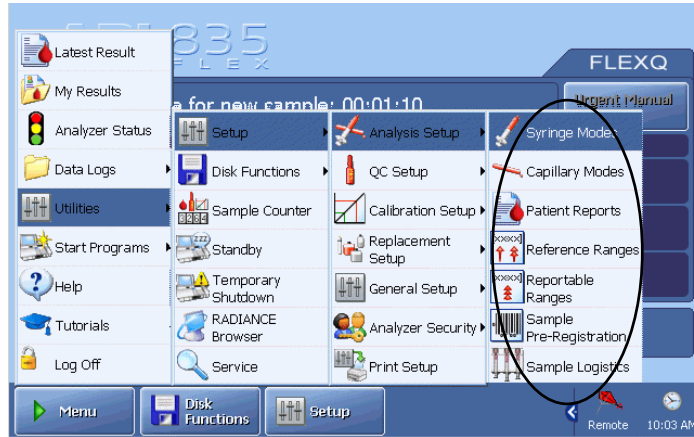 ABL835
FLEX
FLEXQ
Urgent Manual
a for new sample: 00:01:10
Latest Result
My Results
Analyzer Status
Data Logs
Utilities
Start Programs
Help
Tutorials
Log Off
Setup
Disk Functions
Sample Counter
Standby
Temporary
Shutdown
RADIANCE
Browser
Service
Analysis Setup
QC Setup
Calibration Setup
Replacement
Setup
General Setup
Analyzer Security
Print Setup
Syringe Modes
Capillary Modes
Patient Reports
Reference Ranges
Reportable
Ranges
Sample
Pre-Registration
Sample Logistics
Menu
Disk
Functions
Setup
Remote
10:03 AM